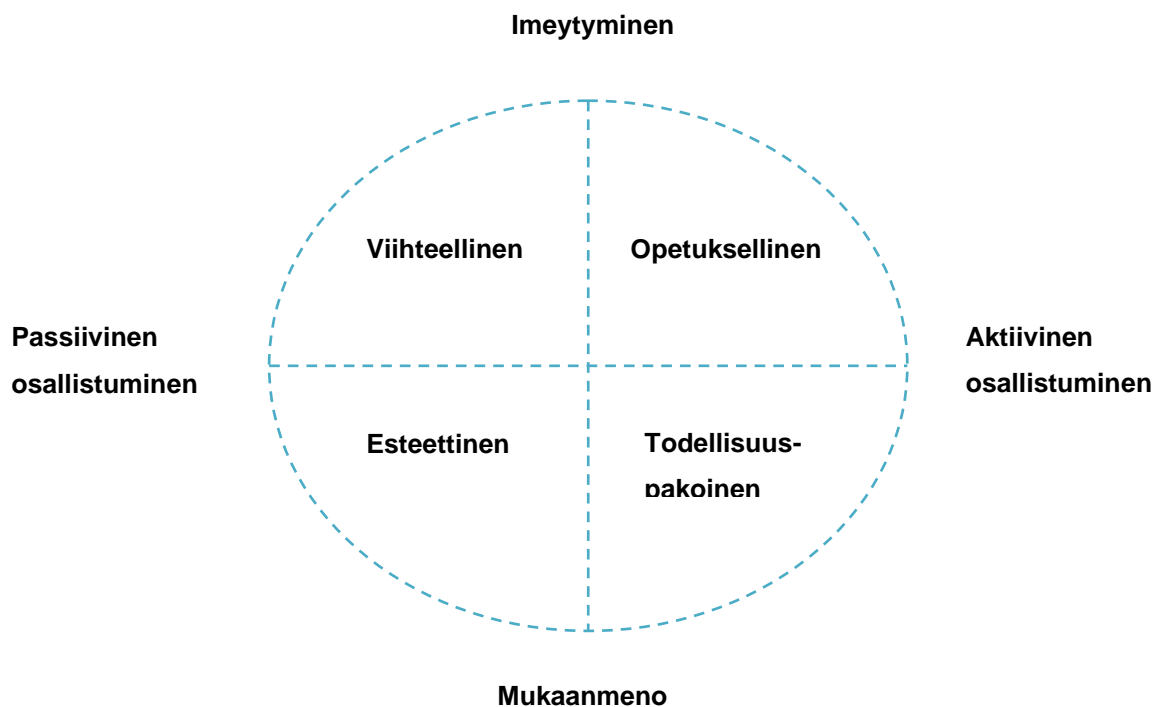 Imeytyminen
Viihteellinen
Opetuksellinen
Passiivinen
osallistuminen
Aktiivinen
osallistuminen
Esteettinen
Todellisuus-
pakoinen
Mukaanmeno